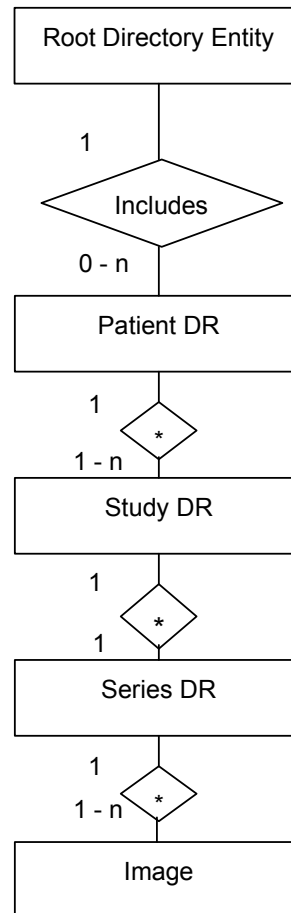 Root Directory Entity
1
Includes
0 - n
Patient DR
1
*
1 - n
Study DR
1
*
1
Series DR
1
*
1 - n
Image